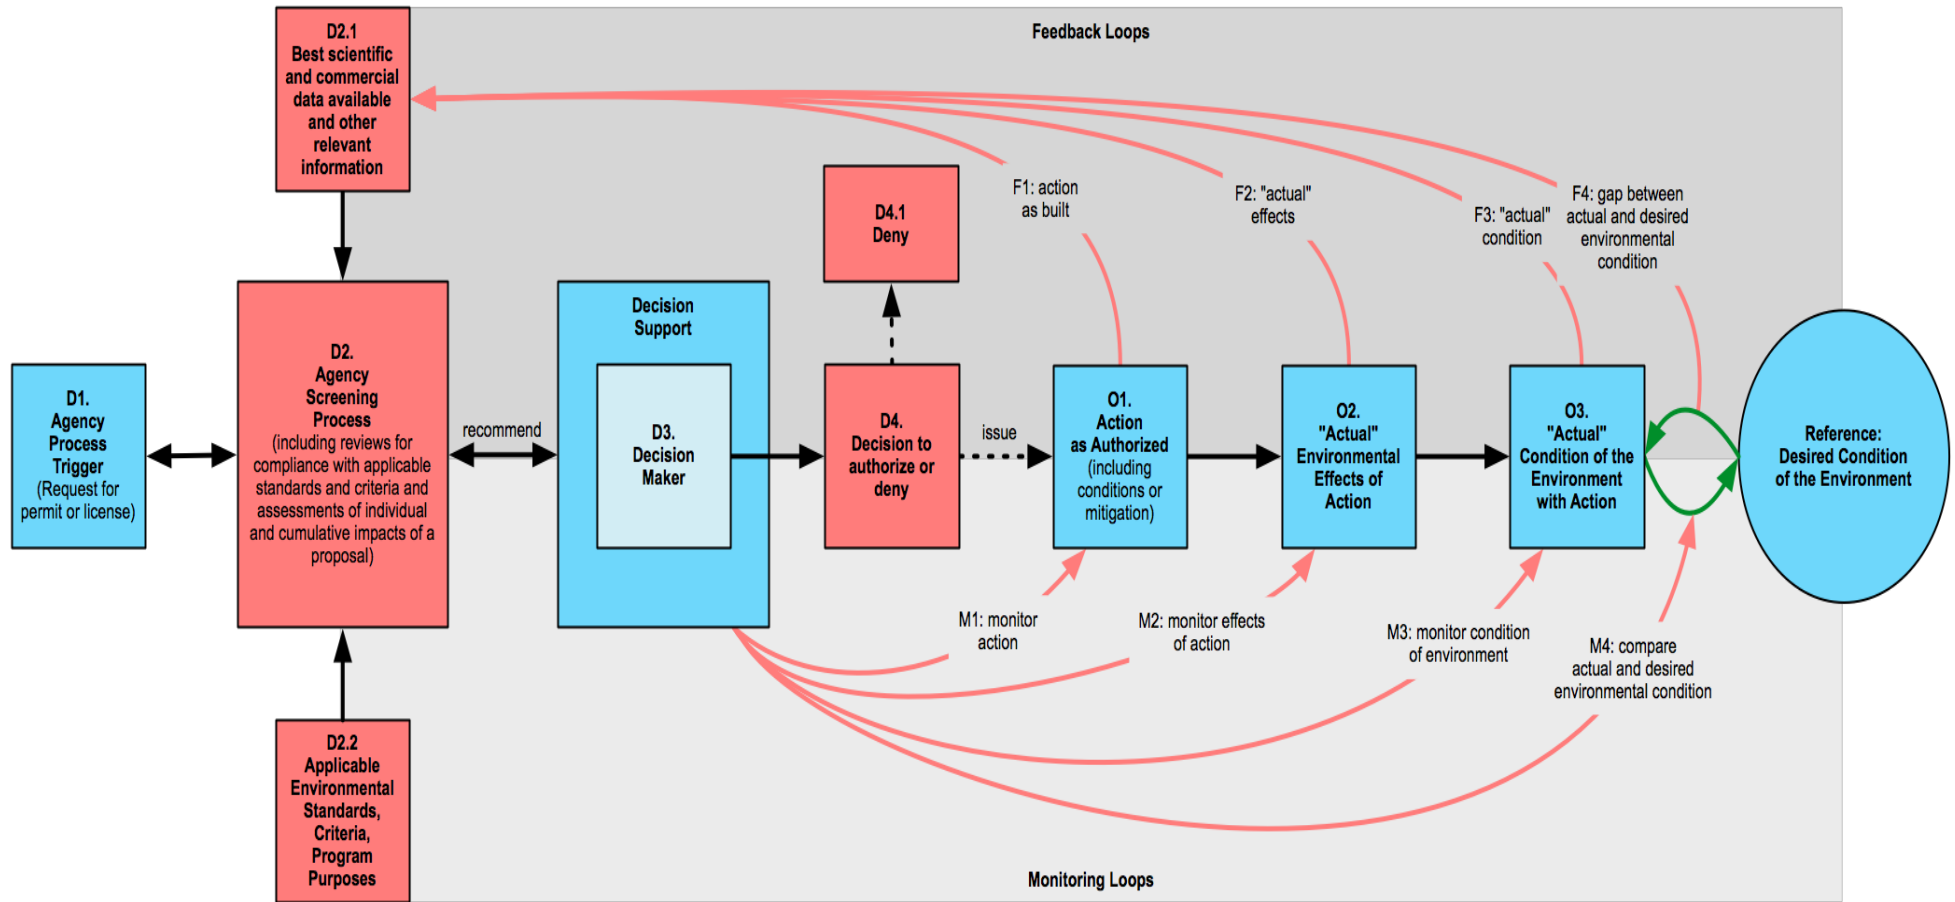 D2.1
Best scientific
and commercial
data available
and other
relevant
information
Feedback Loops
F1: action
as built
F2: "actual"
effects
F3: "actual"
condition
F4: gap between
actual and desired
environmental
condition
D4.1
Deny
D1.
Agency
Process
Trigger
(Request for
permit or license)
D2.
Agency
Screening
Process
(including reviews for
compliance with applicable
standards and criteria and
assessments of individual
and cumulative impacts of a
proposal)
recommend
Decision
Support
D3.
Decision
Maker
D4.
Decision to
authorize or
deny
issue
O1.
Action
as Authorized
(including
conditions or
mitigation)
O2.
"Actual"
Environmental
Effects of
Action
O3.
"Actual"
Condition of the
Environment
with Action
Reference:
Desired Condition
of the Environment
M1: monitor
action
M2: monitor effects
of action
M3: monitor condition
of environment
M4: compare
actual and desired
environmental condition
D2.2
Applicable
Environmental
Standards,
Criteria,
Program
Purposes
Monitoring Loops